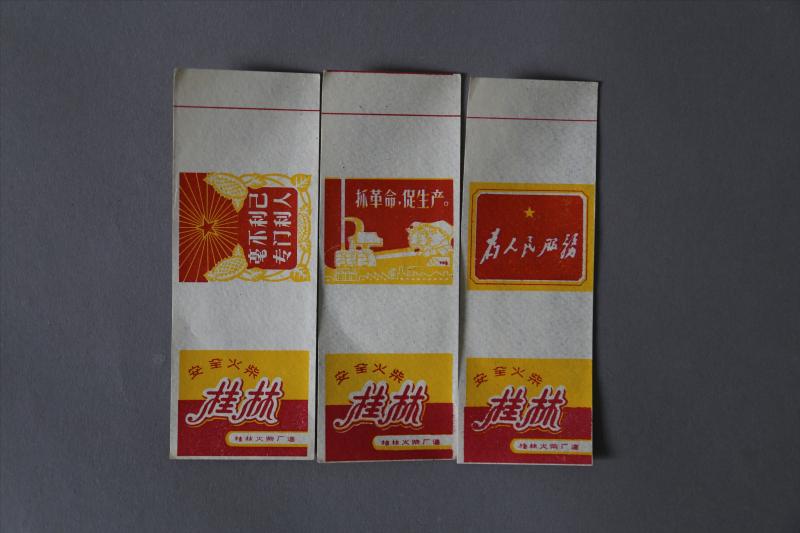 毫不利己
专门利人
安全火柴
桂林
桂林火柴厂造
抓革命,促生产。
安全火柴
桂林
桂林火柴厂造
为人民服务
安全火柴
桂林
桂林火柴厂造